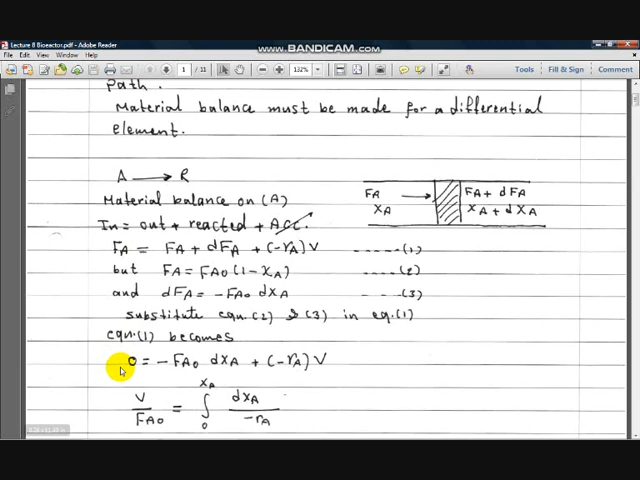 WWW.BANDICAM.COM
Lecture 8 Bioreactor.pdf - Adobe Reader
File Edit View Window Help
1 / 11 132% Tools Fill & Sign Comment
Path.
Material balance must be made for a differential
element.
A → R
Material balance on (A)
In = out + reacted + Acc.
FA XA FA + dFA
XA + dXA
FA = FA + dFA + (-rA) V -----(1)
but FA = FA0 (1 - XA) -----(2)
and dFA = - FA0 dXA ----(3)
substitute eqn.(2) & (3) in eq.(1)
eqn.(1) becomes
0 = - FA0 dXA + (-rA) V
V/FA0 = ∫0^XA dXA/-rA